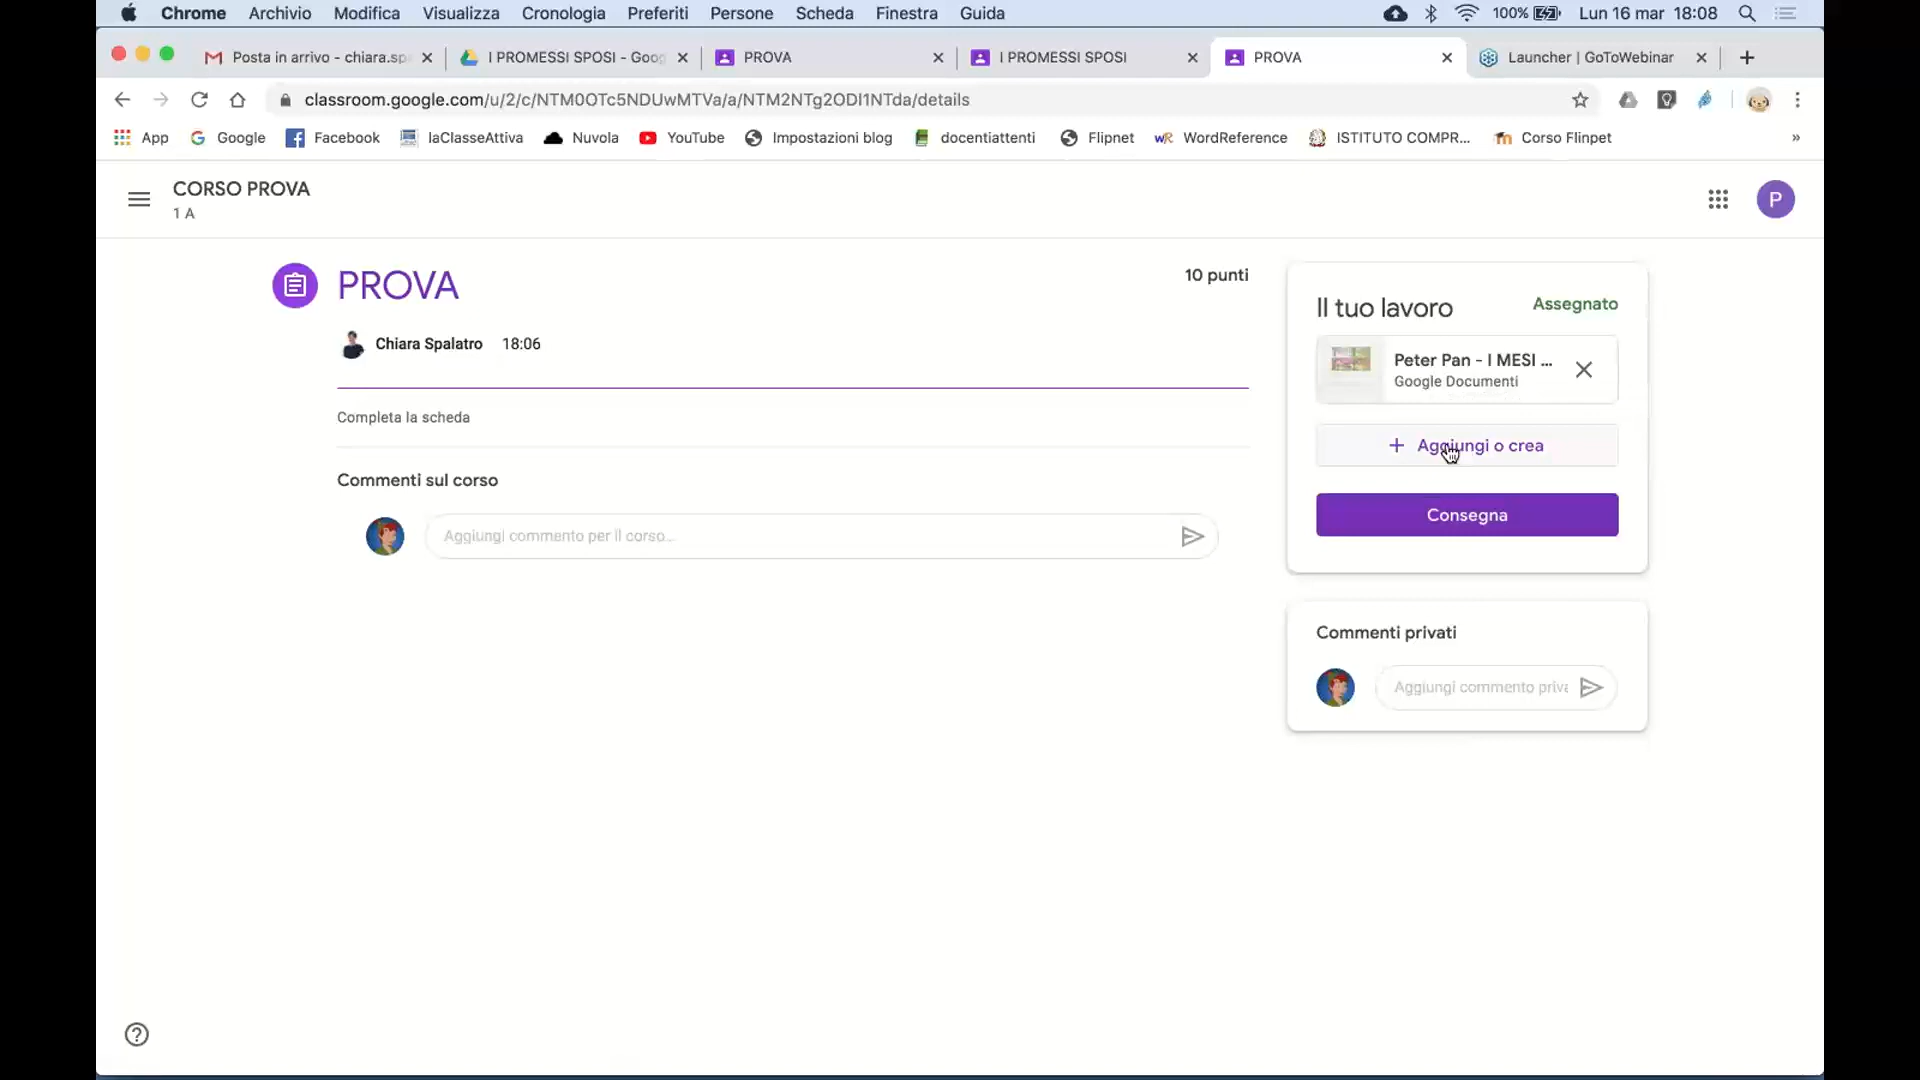 Chrome Archivio Modifica Visualizza Cronologia Preferiti Persone Scheda Finestra Guida 100% Lun 16 mar 18:08
Posta in arrivo - chiara.sp I PROMESSI SPOSI - Goog PROVA I PROMESSI SPOSI PROVA Launcher | GoToWebinar
classroom.google.com/u/2/c/NTM0OTc5NDUwMTVa/a/NTM2NTg2ODI1NTda/details
App Google Facebook laClasseAttiva Nuvola YouTube Impostazioni blog docentiattenti Flipnet WordReference ISTITUTO COMPR... Corso Flinpet »
CORSO PROVA
1 A
P
PROVA
10 punti
Chiara Spalatro 18:06
Completa la scheda
Commenti sul corso
Aggiungi commento per il corso...
Il tuo lavoro
Assegnato
Peter Pan - I MESI ...
Google Documenti
+ Aggiungi o crea
Consegna
Commenti privati
Aggiungi commento priva